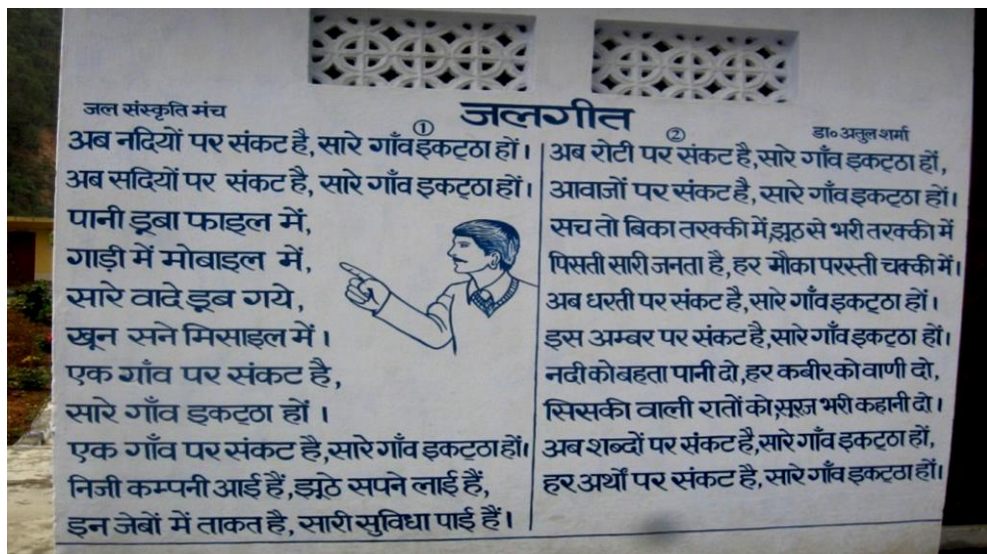 जल संस्कृति मंच
जलगीत
डा० अतुल शर्मा
①
अब नदियों पर संकट है, सारे गाँव इकट्ठा हों।
अब सदियों पर संकट है, सारे गाँव इकट्ठा हों।
पानी डूबा फाइल में,
गाड़ी में मोबाइल में,
सारे वादे डूब गये,
खून सने मिसाइल में।
एक गाँव पर संकट है,
सारे गाँव इकट्ठा हों।
एक गाँव पर संकट है, सारे गाँव इकट्ठा हों।
निजी कम्पनी आई हैं, झूठे सपने लाई हैं,
इन जेबों में ताकत है, सारी सुविधा पाई हैं।
②
अब रोटी पर संकट है, सारे गाँव इकट्ठा हों,
आवाजों पर संकट है, सारे गाँव इकट्ठा हों।
सच तो बिका तरक्की में, झूठ से भरी तरक्की में
पिसती सारी जनता है, हर मौका परस्ती चक्की में।
अब धरती पर संकट है, सारे गाँव इकट्ठा हों।
इस अम्बर पर संकट है, सारे गाँव इकट्ठा हों।
नदी को बहता पानी दो, हर कबीर को वाणी दो,
सिसकी वाली रातों को, सूरज भरी कहानी दो।
अब शब्दों पर संकट है, सारे गाँव इकट्ठा हों,
हर अर्थों पर संकट है, सारे गाँव इकट्ठा हों।